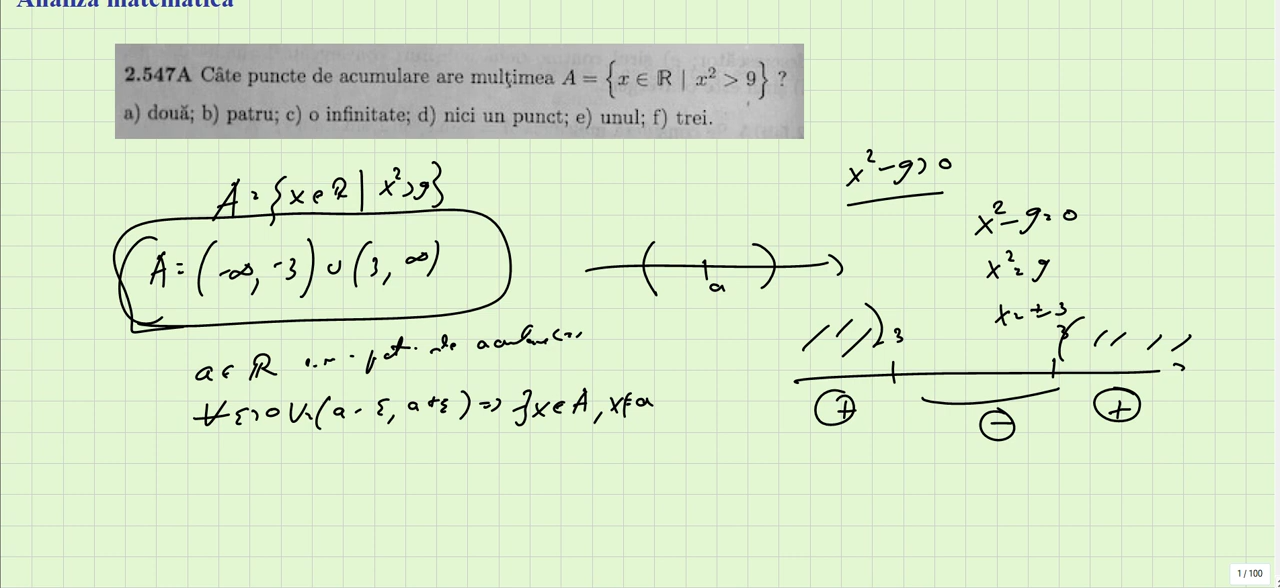 Analiza matematica
2.547A Câte puncte de acumulare are mulţimea A = {x ∈ ℝ | x² > 9} ?
a) două; b) patru; c) o infinitate; d) nici un punct; e) unul; f) trei.
A = {x ∈ ℝ | x² > 9}
A = (-∞, -3) ∪ (3, ∞)
a ∈ ℝ pct. de
∀ ε > 0 V = (a - ε, a + ε) => ∃ x ∈ A, x ≠ a
a
x² - 9 > 0
x² - 9 = 0
x² = 9
x = ± 3
3
3
+
−
+
1 / 100